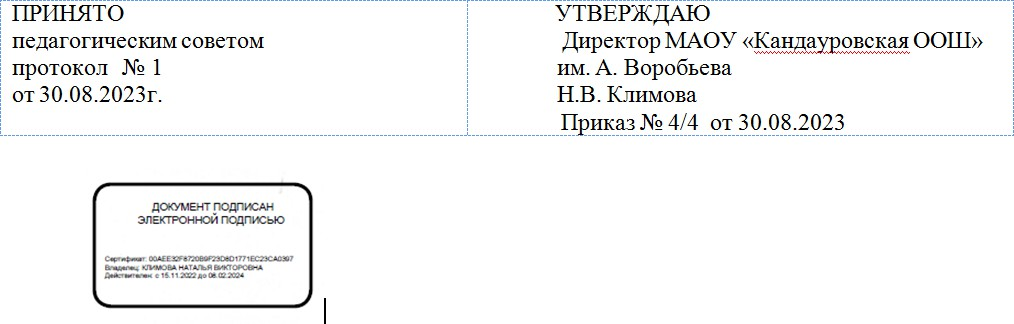 ПРИНЯТО
педагогическим советом
протокол № 1
от 30.08.2023г.
УТВЕРЖДАЮ
Директор МАОУ «Кандауровская ООШ»
им. А. Воробьева
Н.В. Климова
Приказ № 4/4 от 30.08.2023
ДОКУМЕНТ ПОДПИСАН
ЭЛЕКТРОННОЙ ПОДПИСЬЮ
Сертификат: 00AEE32F8720B9F23D8D1771EC23CA0397
Владелец: КЛИМОВА НАТАЛЬЯ ВИКТОРОВНА
Действителен: с 15.11.2022 до 08.02.2024